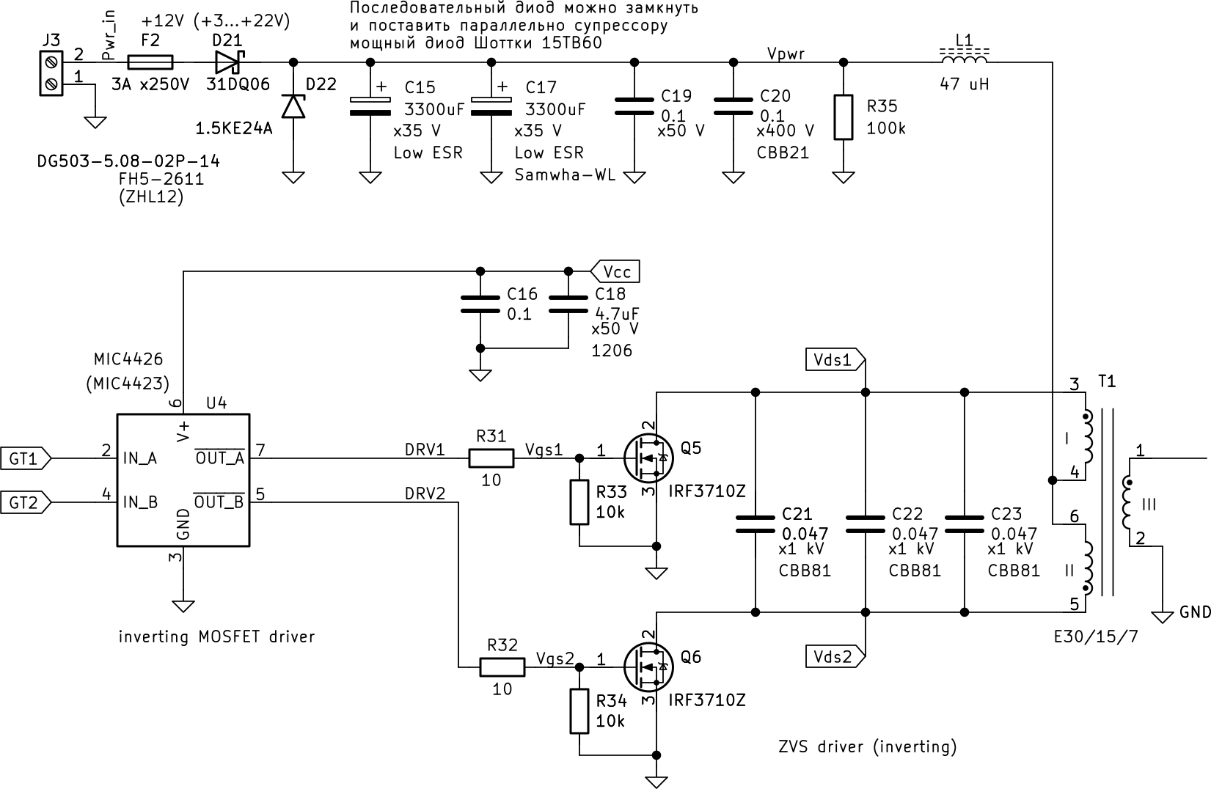 Последовательный диод можно замкнуть
и поставить параллельно супрессору
мощный диод Шоттки 15TB60
+12V (+3...+22V)
J3
Pwr_in
F2
D21
2
1
3A x250V
31DQ06
D22
1.5KE24A
DG503-5.08-02P-14
FH5-2611
(ZHL12)
+
C15
3300uF
x35 V
Low ESR
+
C17
3300uF
x35 V
Low ESR
Samwha-WL
C19
0.1
x50 V
Vpwr
C20
0.1
x400 V
CBB21
R35
100k
L1
47 uH
Vcc
C16
0.1
C18
4.7uF
x50 V
1206
MIC4426
(MIC4423)
6
U4
V+
GT1
2
IN_A
OUT_A
7
GT2
4
IN_B
OUT_B
5
GND
3
inverting MOSFET driver
DRV1
R31
10
Vgs1
1
2
3
Q5
IRF3710Z
R33
10k
DRV2
R32
10
Vgs2
1
2
3
Q6
IRF3710Z
R34
10k
Vds1
C21
0.047
x1 kV
CBB81
C22
0.047
x1 kV
CBB81
C23
0.047
x1 kV
CBB81
Vds2
T1
3
I
4
6
II
5
1
III
2
GND
E30/15/7
ZVS driver (inverting)